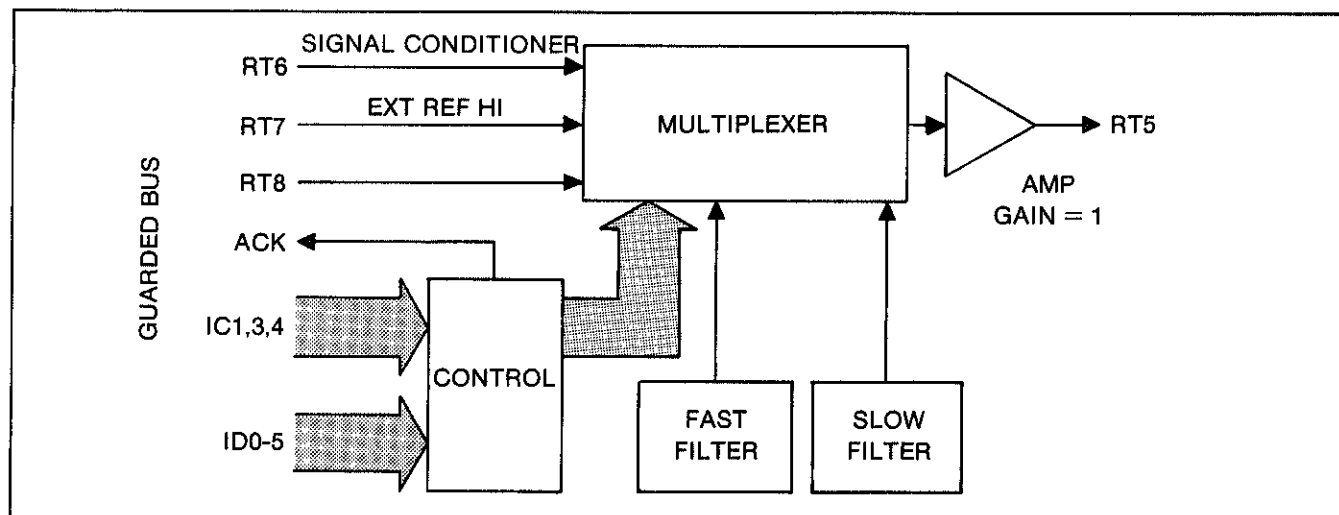 SIGNAL CONDITIONER
RT6
EXT REF HI
RT7
MULTIPLEXER
RT5
RT8
AMP
GAIN = 1
GUARDED BUS
ACK
IC1,3,4
CONTROL
ID0-5
FAST
FILTER
SLOW
FILTER